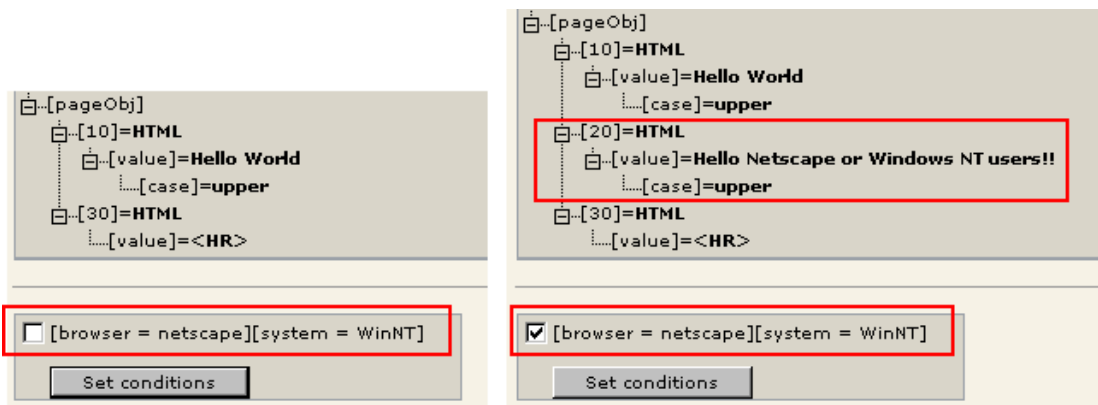 [pageObj]
[10]=HTML
[value]=Hello World
[case]=upper
[30]=HTML
[value]=<HR>
[browser = netscape][system = WinNT]
Set conditions
[pageObj]
[10]=HTML
[value]=Hello World
[case]=upper
[20]=HTML
[value]=Hello Netscape or Windows NT users!!
[case]=upper
[30]=HTML
[value]=<HR>
[browser = netscape][system = WinNT]
Set conditions